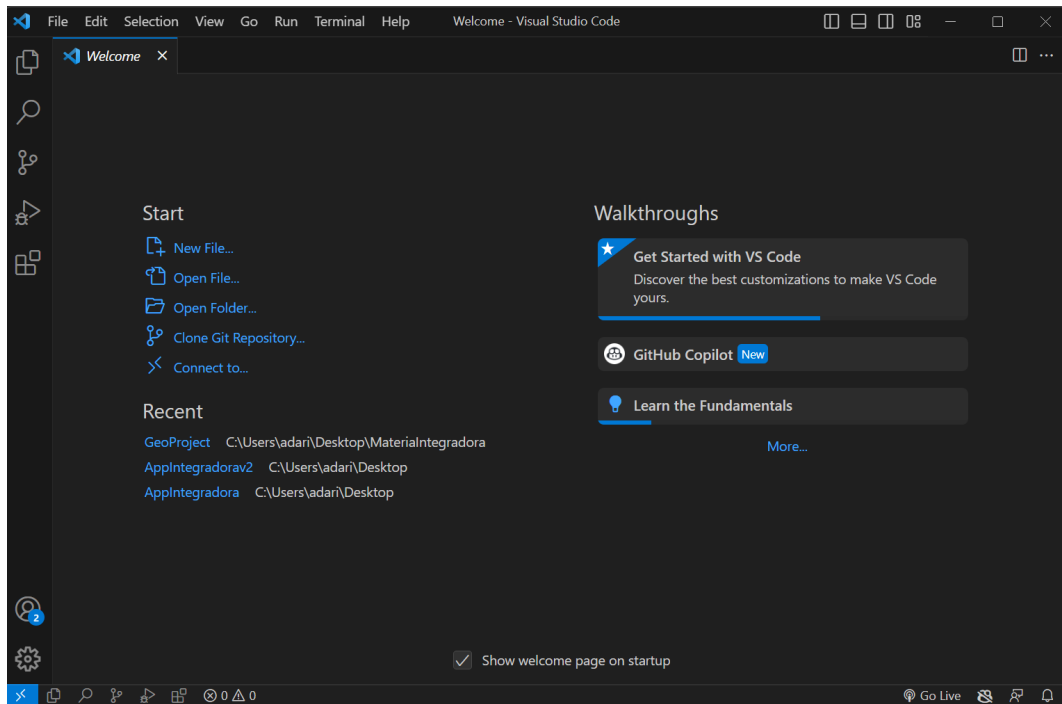 File Edit Selection View Go Run Terminal Help Welcome - Visual Studio Code
Welcome
Start
New File...
Open File...
Open Folder...
Clone Git Repository...
Connect to...
Recent
GeoProject C:\Users\adari\Desktop\MateriaIntegradora
AppIntegradorav2 C:\Users\adari\Desktop
AppIntegradora C:\Users\adari\Desktop
Walkthroughs
Get Started with VS Code
Discover the best customizations to make VS Code
yours.
GitHub Copilot New
Learn the Fundamentals
More...
2
Show welcome page on startup
0 0 Go Live